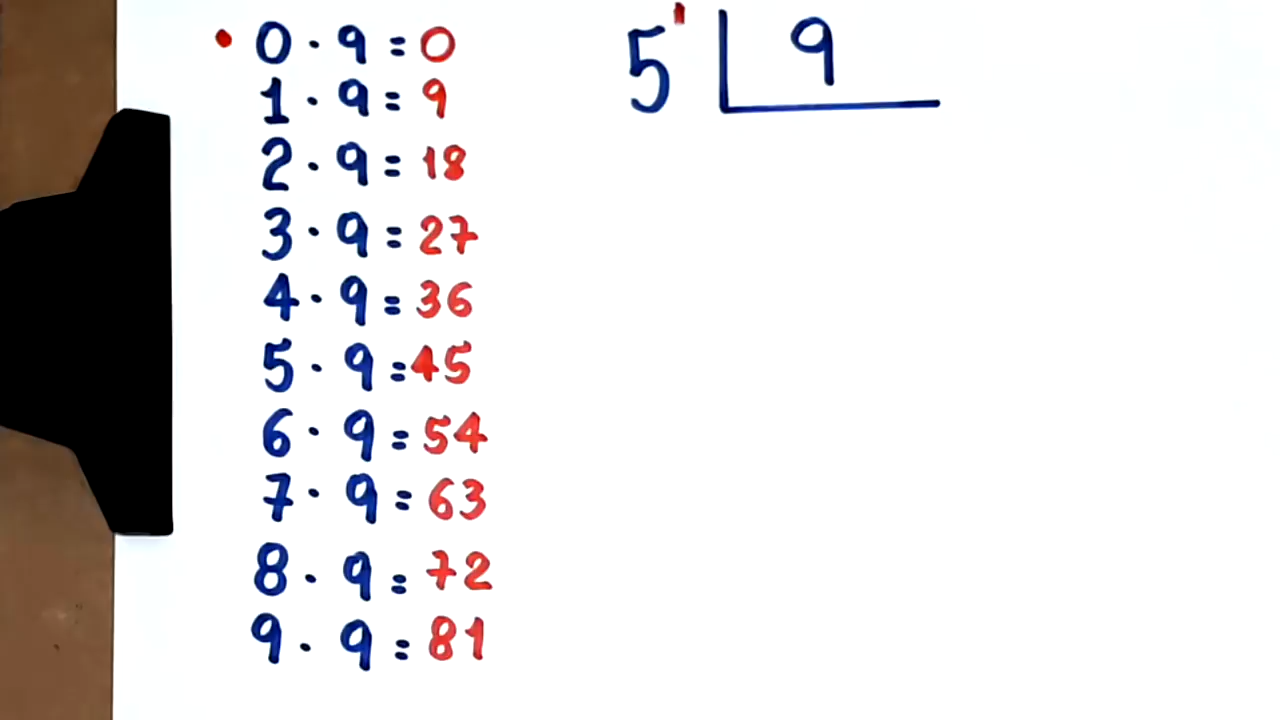 0 · 9 = 0
1 · 9 = 9
2 · 9 = 18
3 · 9 = 27
4 · 9 = 36
5 · 9 = 45
6 · 9 = 54
7 · 9 = 63
8 · 9 = 72
9 · 9 = 81
5 9